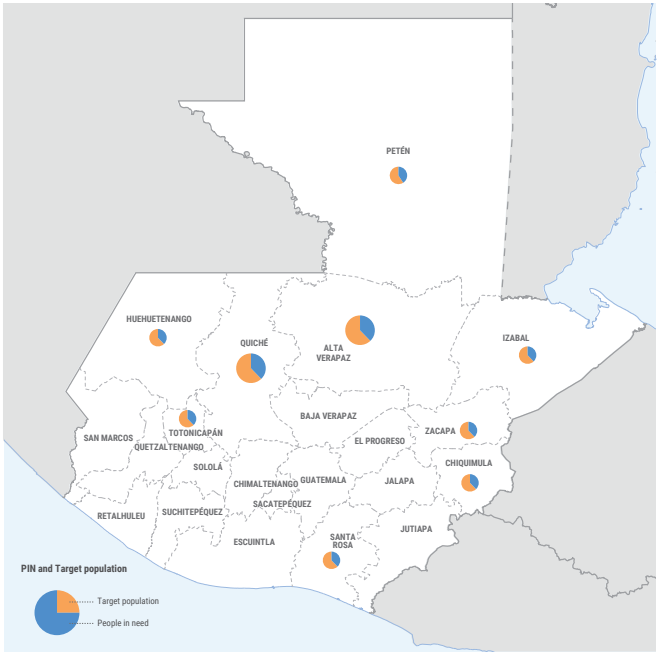 PETÉN
HUEHUETENANGO
QUICHÉ
ALTA
VERAPAZ
IZABAL
BAJA VERAPAZ
TOTONICAPÁN
SAN MARCOS
QUETZALTENANGO
EL PROGRESO
ZACAPA
SOLOLÁ
CHIQUIMULA
CHIMALTENANGO
GUATEMALA
JALAPA
SACATEPÉQUEZ
RETALHULEU
SUCHITEPÉQUEZ
JUTIAPA
ESCUINTLA
SANTA
ROSA
PIN and Target population
Target population
People in need